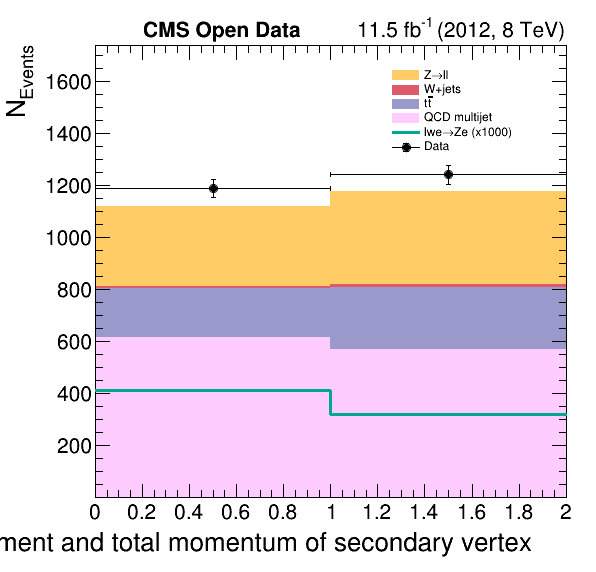 CMS Open Data 11.5 fb⁻¹ (2012, 8 TeV)
N_Events
1600
1400
1200
1000
800
600
400
200
Z→ll
W+jets
tt̅
QCD multijet
lwe→Ze (x1000)
Data
0 0.2 0.4 0.6 0.8 1 1.2 1.4 1.6 1.8 2
ment and total momentum of secondary vertex